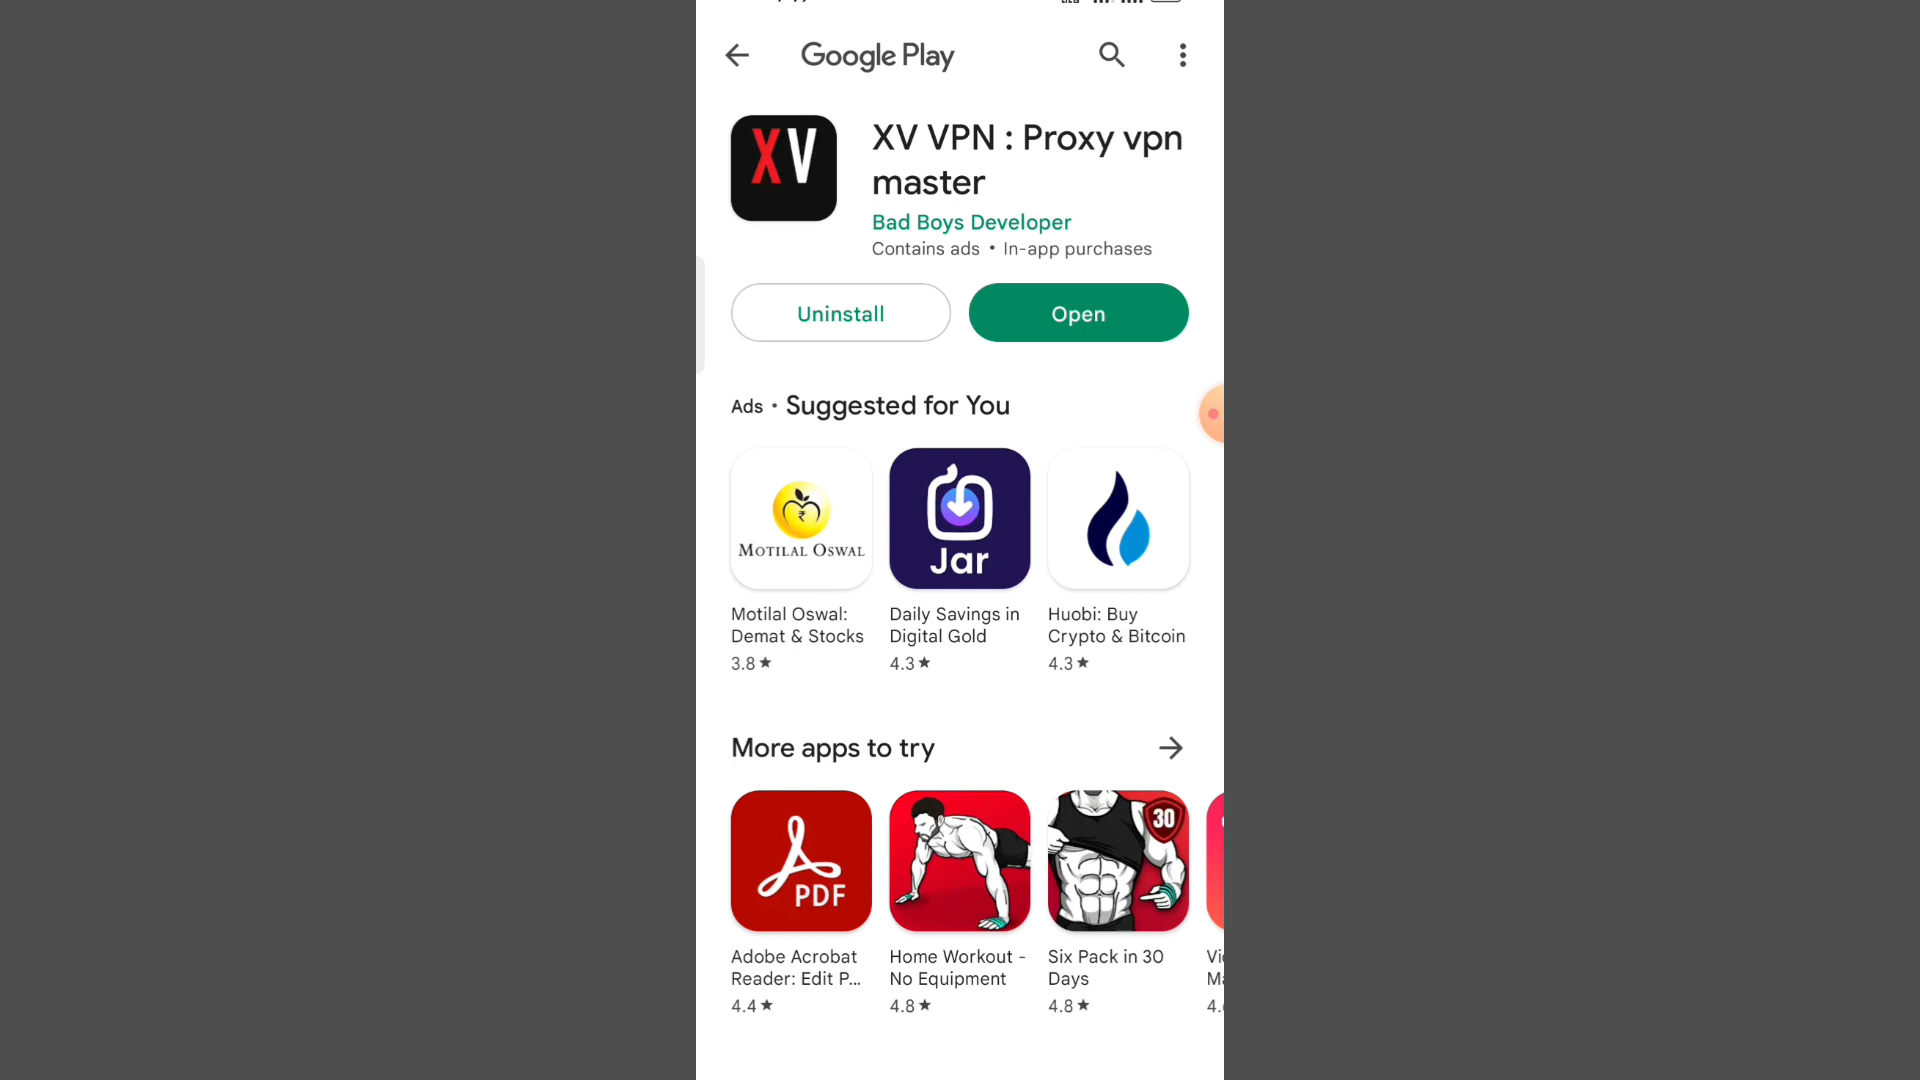 Google Play
XV
XV VPN : Proxy vpn
master
Bad Boys Developer
Contains ads • In-app purchases
Uninstall
Open
Ads • Suggested for You
MOTILAL OSWAL
Jar
Motilal Oswal:
Demat & Stocks
3.8★
Daily Savings in
Digital Gold
4.3★
Huobi: Buy
Crypto & Bitcoin
4.3★
More apps to try
PDF
30
Adobe Acrobat
Reader: Edit P...
4.4★
Home Workout -
No Equipment
4.8★
Six Pack in 30
Days
4.8★